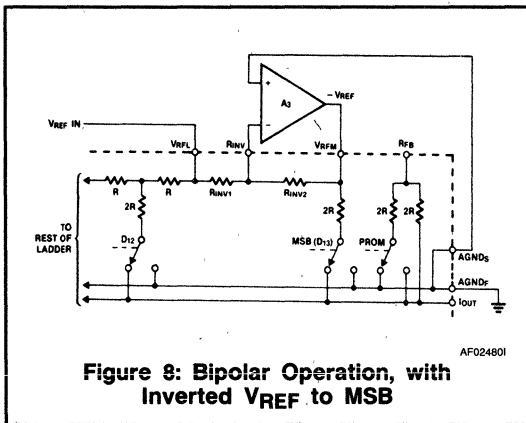 A3
+
−
−VREF
VREF IN
VRFL
RINV
VRFM
RFB
R
R
RINV1
RINV2
2R
2R
2R
2R
TO
REST OF
LADDER
D12
MSB (D13)
PROM
AGNDS
AGNDF
IOUT
AF02480I
Figure 8: Bipolar Operation, with
Inverted VREF to MSB